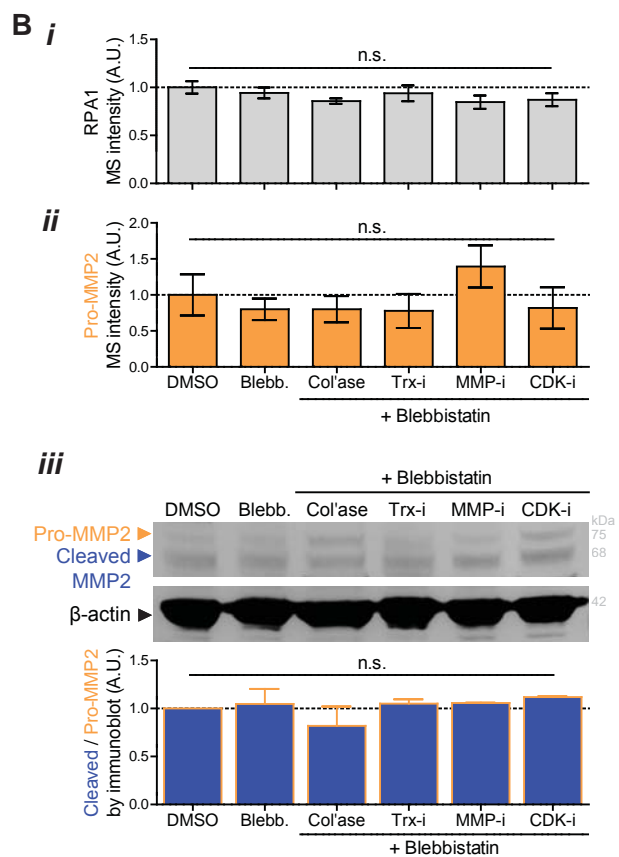 B i
n.s.
RPA1
MS intensity (A.U.)
1.5
1.0
0.5
0.0
ii
n.s.
Pro-MMP2
MS intensity (A.U.)
2.0
1.5
1.0
0.5
0.0
DMSO Blebb. Col'ase Trx-i MMP-i CDK-i
+ Blebbistatin
iii
+ Blebbistatin
DMSO Blebb. Col'ase Trx-i MMP-i CDK-i
kDa
Pro-MMP2 75
Cleaved 68
MMP2
β-actin 42
n.s.
Cleaved / Pro-MMP2
by immunoblot (A.U.)
1.5
1.0
0.5
0.0
DMSO Blebb. Col'ase Trx-i MMP-i CDK-i
+ Blebbistatin